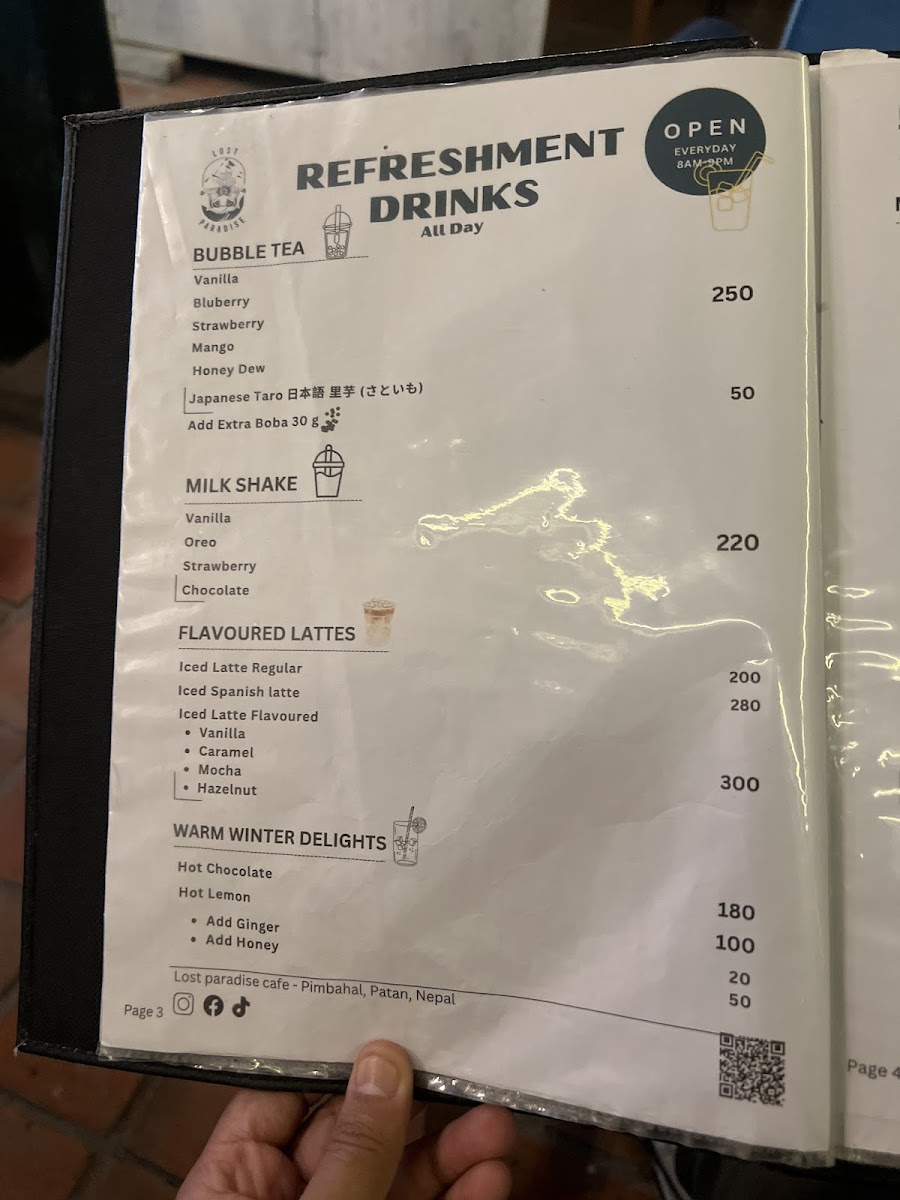 LOST
PARADISE
REFRESHMENT
DRINKS
All Day
OPEN
EVERYDAY
8AM-9PM
BUBBLE TEA
Vanilla
Bluberry 250
Strawberry
Mango
Honey Dew
Japanese Taro 日本語 里芋 (さといも)
Add Extra Boba 30 g 50
MILK SHAKE
Vanilla
Oreo 220
Strawberry
Chocolate
FLAVOURED LATTES
Iced Latte Regular 200
Iced Spanish latte 280
Iced Latte Flavoured 300
• Vanilla
• Caramel
• Mocha
• Hazelnut
WARM WINTER DELIGHTS
Hot Chocolate 180
Hot Lemon 100
• Add Ginger 20
• Add Honey 50
Lost paradise cafe - Pimbahal, Patan, Nepal
Page 3
Page 4